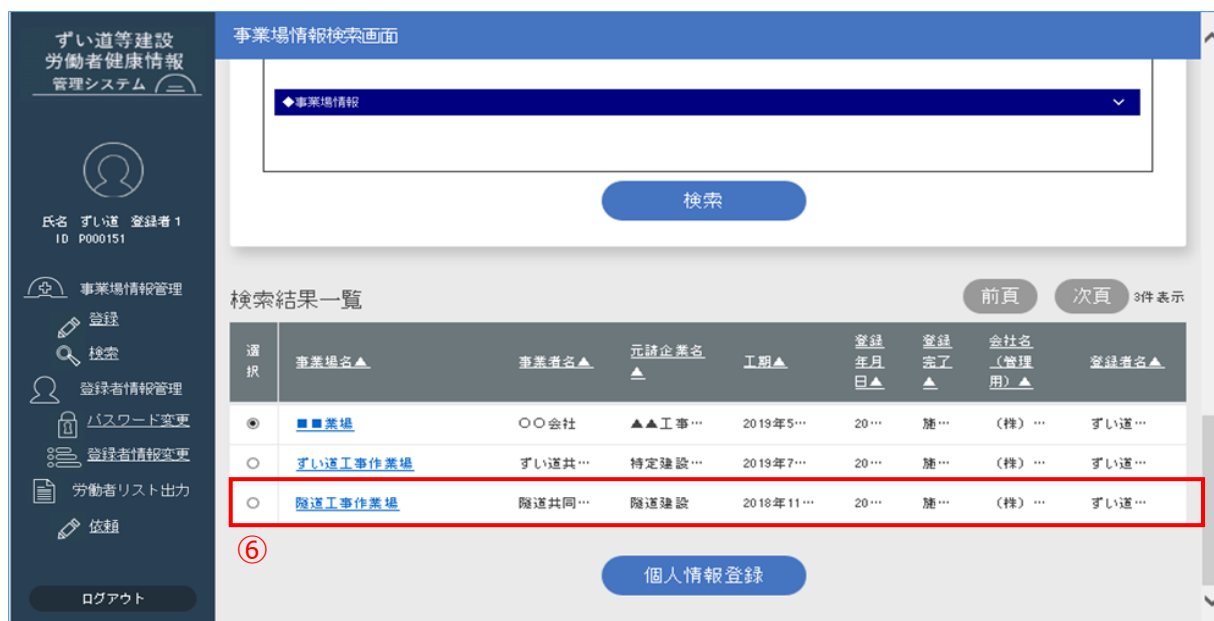 ずい道等建設
労働者健康情報
管理システム
事業場情報検索画面
◆事業場情報
検索
氏名 ずい道 登録者1
ID P000151
事業場情報管理
登録
検索
登録者情報管理
パスワード変更
登録者情報変更
労働者リスト出力
依頼
ログアウト
検索結果一覧
前頁 次頁 3件表示
選択 事業場名▲ 事業者名▲ 元請企業名▲ 工期▲ 登録年月日▲ 登録完了▲ 会社名(管理用)▲ 登録者名▲
■■業場 〇〇会社 ▲▲工事… 2019年5… 20… 施… (株) … ずい道…
ずい道工事作業場 ずい道共… 特定建設… 2019年7… 20… 施… (株) … ずい道…
隧道工事作業場 隧道共同… 隧道建設 2018年11… 20… 施… (株) … ずい道…
⑥
個人情報登録